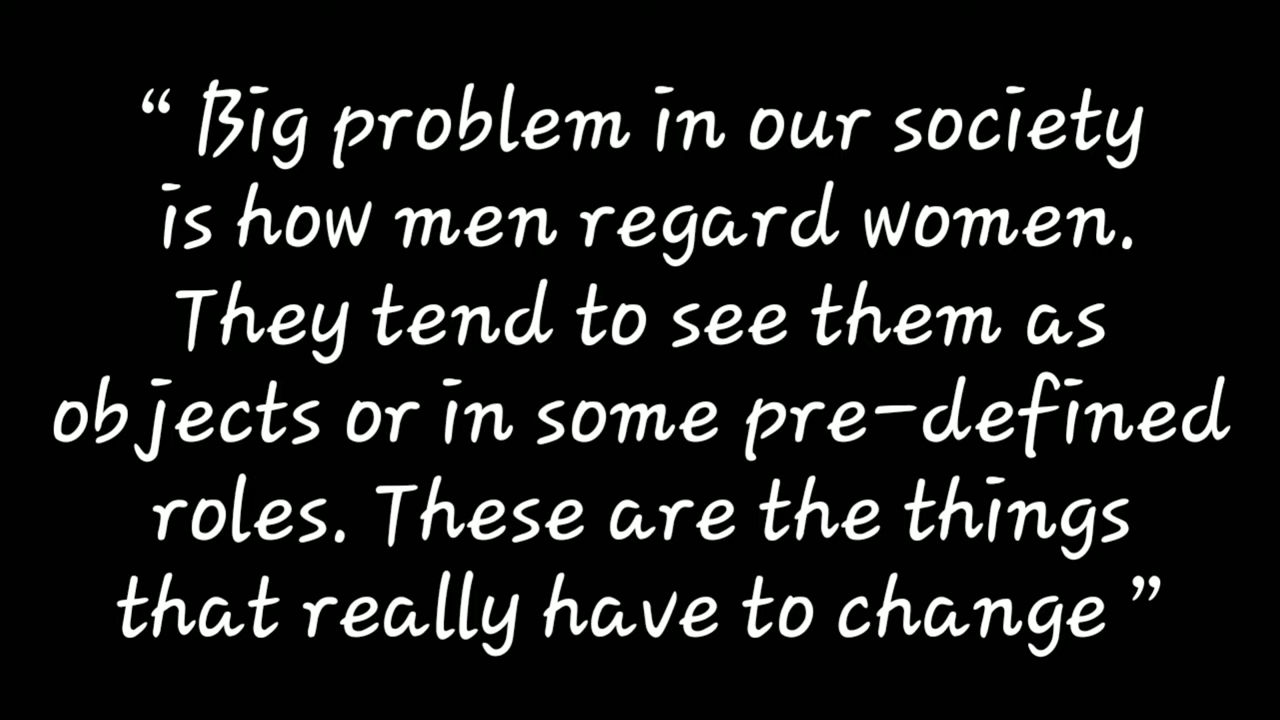 “ Big problem in our society
is how men regard women.
They tend to see them as
objects or in some pre-defined
roles. These are the things
that really have to change ”